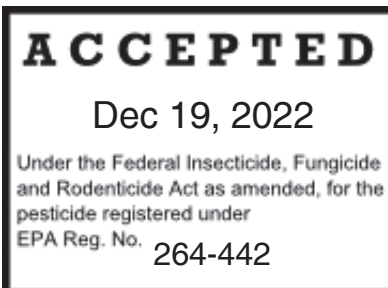 ACCEPTED
Dec 19, 2022
Under the Federal Insecticide, Fungicide
and Rodenticide Act as amended, for the
pesticide registered under
EPA Reg. No. 264-442